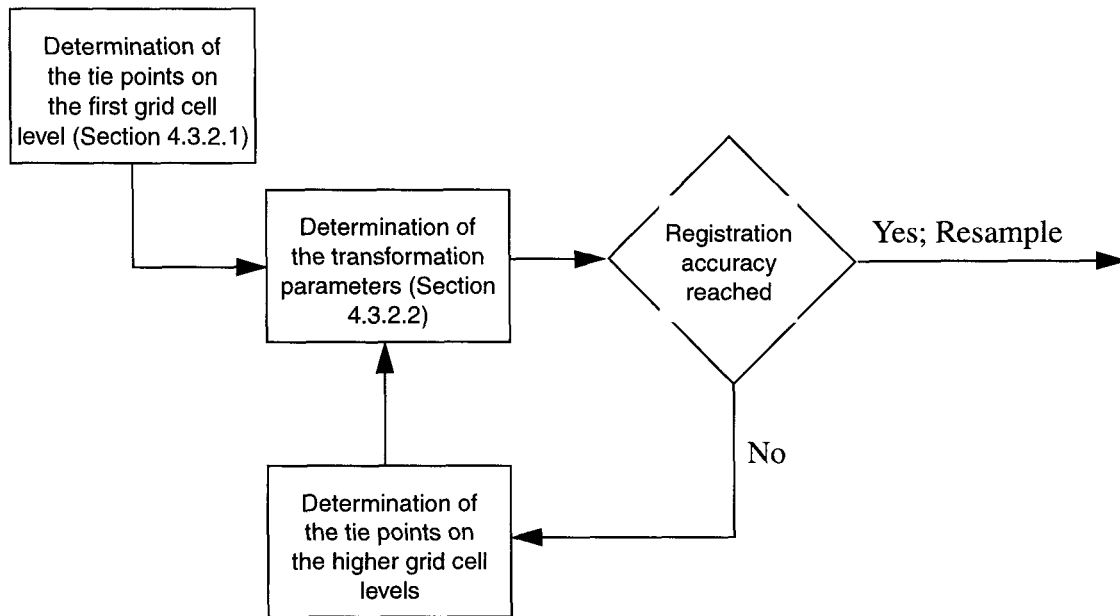 Determination of
the tie points on
the first grid cell
level (Section 4.3.2.1)
Determination of
the transformation
parameters (Section
4.3.2.2)
Registration
accuracy
reached
Yes; Resample
No
Determination of
the tie points on
the higher grid cell
levels